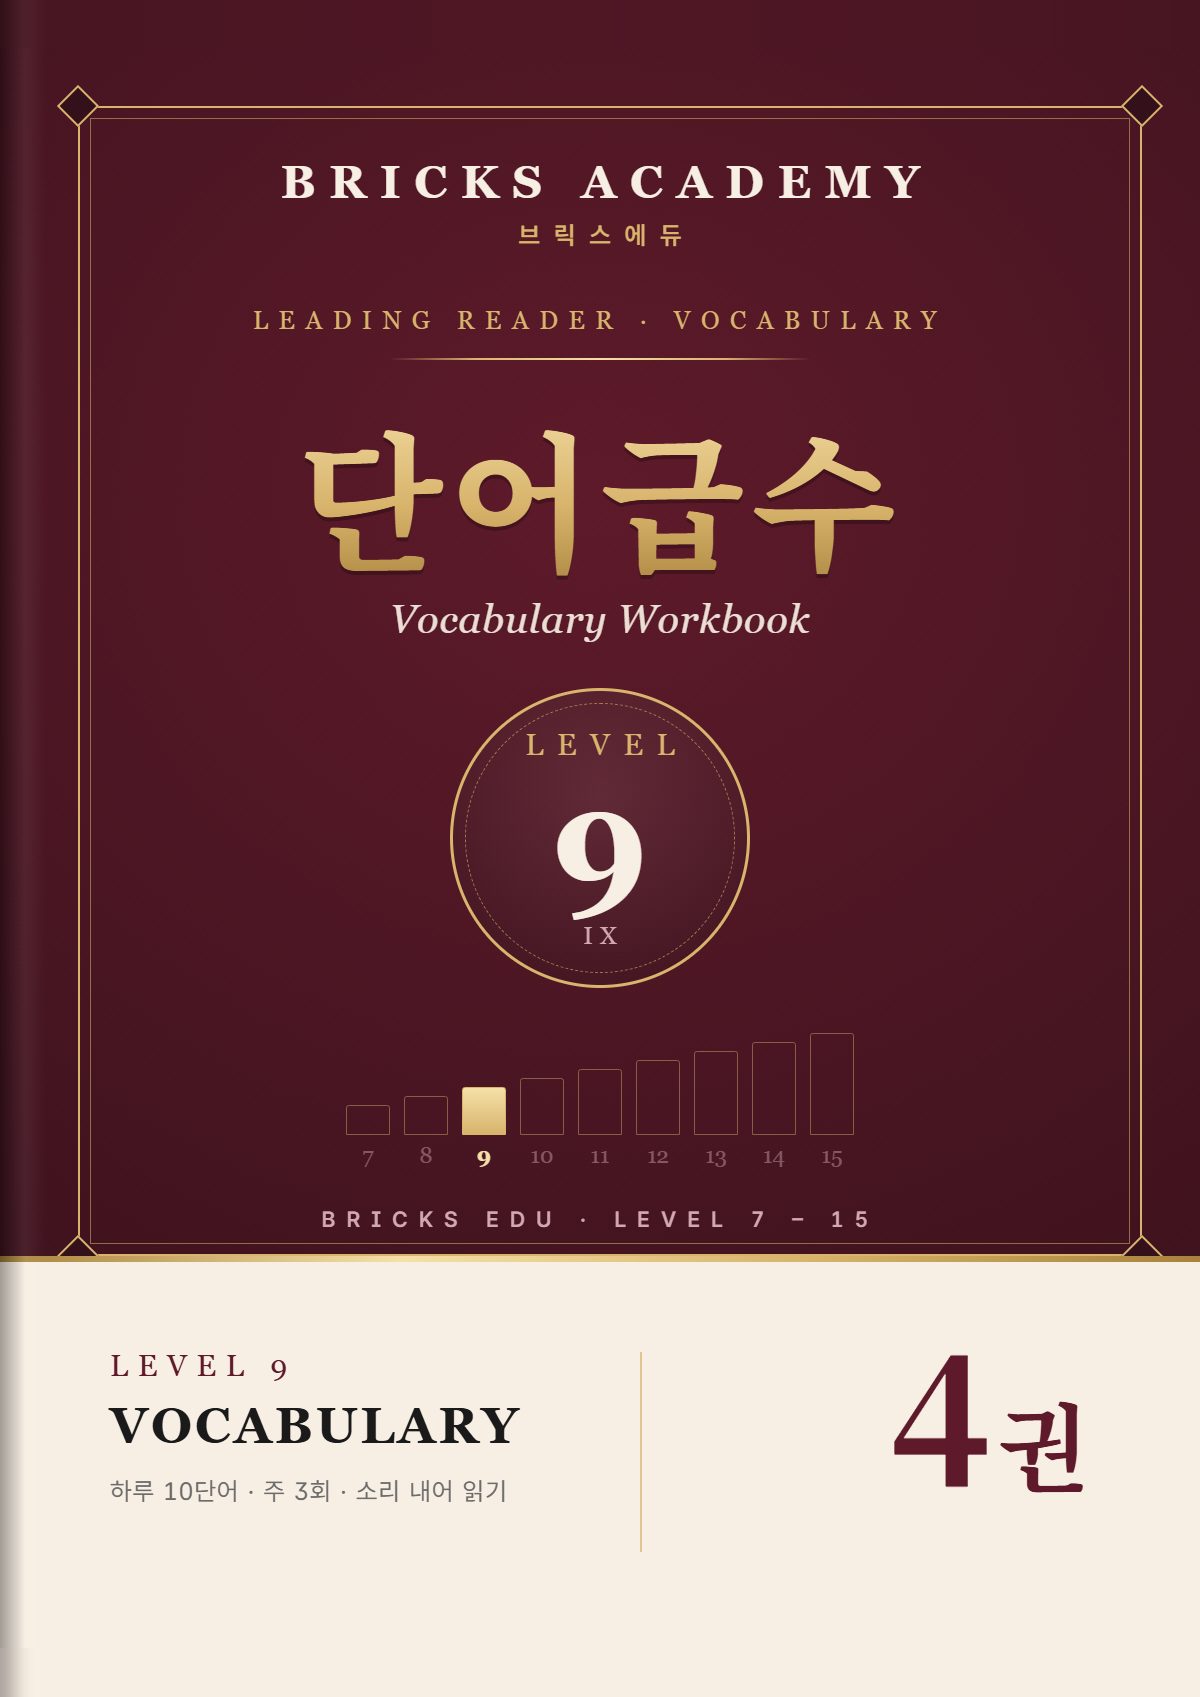 BRICKS ACADEMY
브릭스에듀
LEADING READER · VOCABULARY
단어급수
Vocabulary Workbook
LEVEL
9
IX
7 8 9 10 11 12 13 14 15
BRICKS EDU · LEVEL 7 – 15
LEVEL 9
VOCABULARY
하루 10단어 · 주 3회 · 소리 내어 읽기
4권